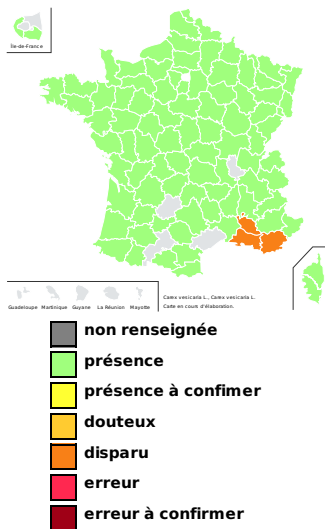 Île-de-France
Guadeloupe Martinique Guyane La Réunion Mayotte
Carex vesicaria L., Carex vesicaria L.
Carte en cours d'élaboration.
non renseignée
présence
présence à confimer
douteux
disparu
erreur
erreur à confirmer